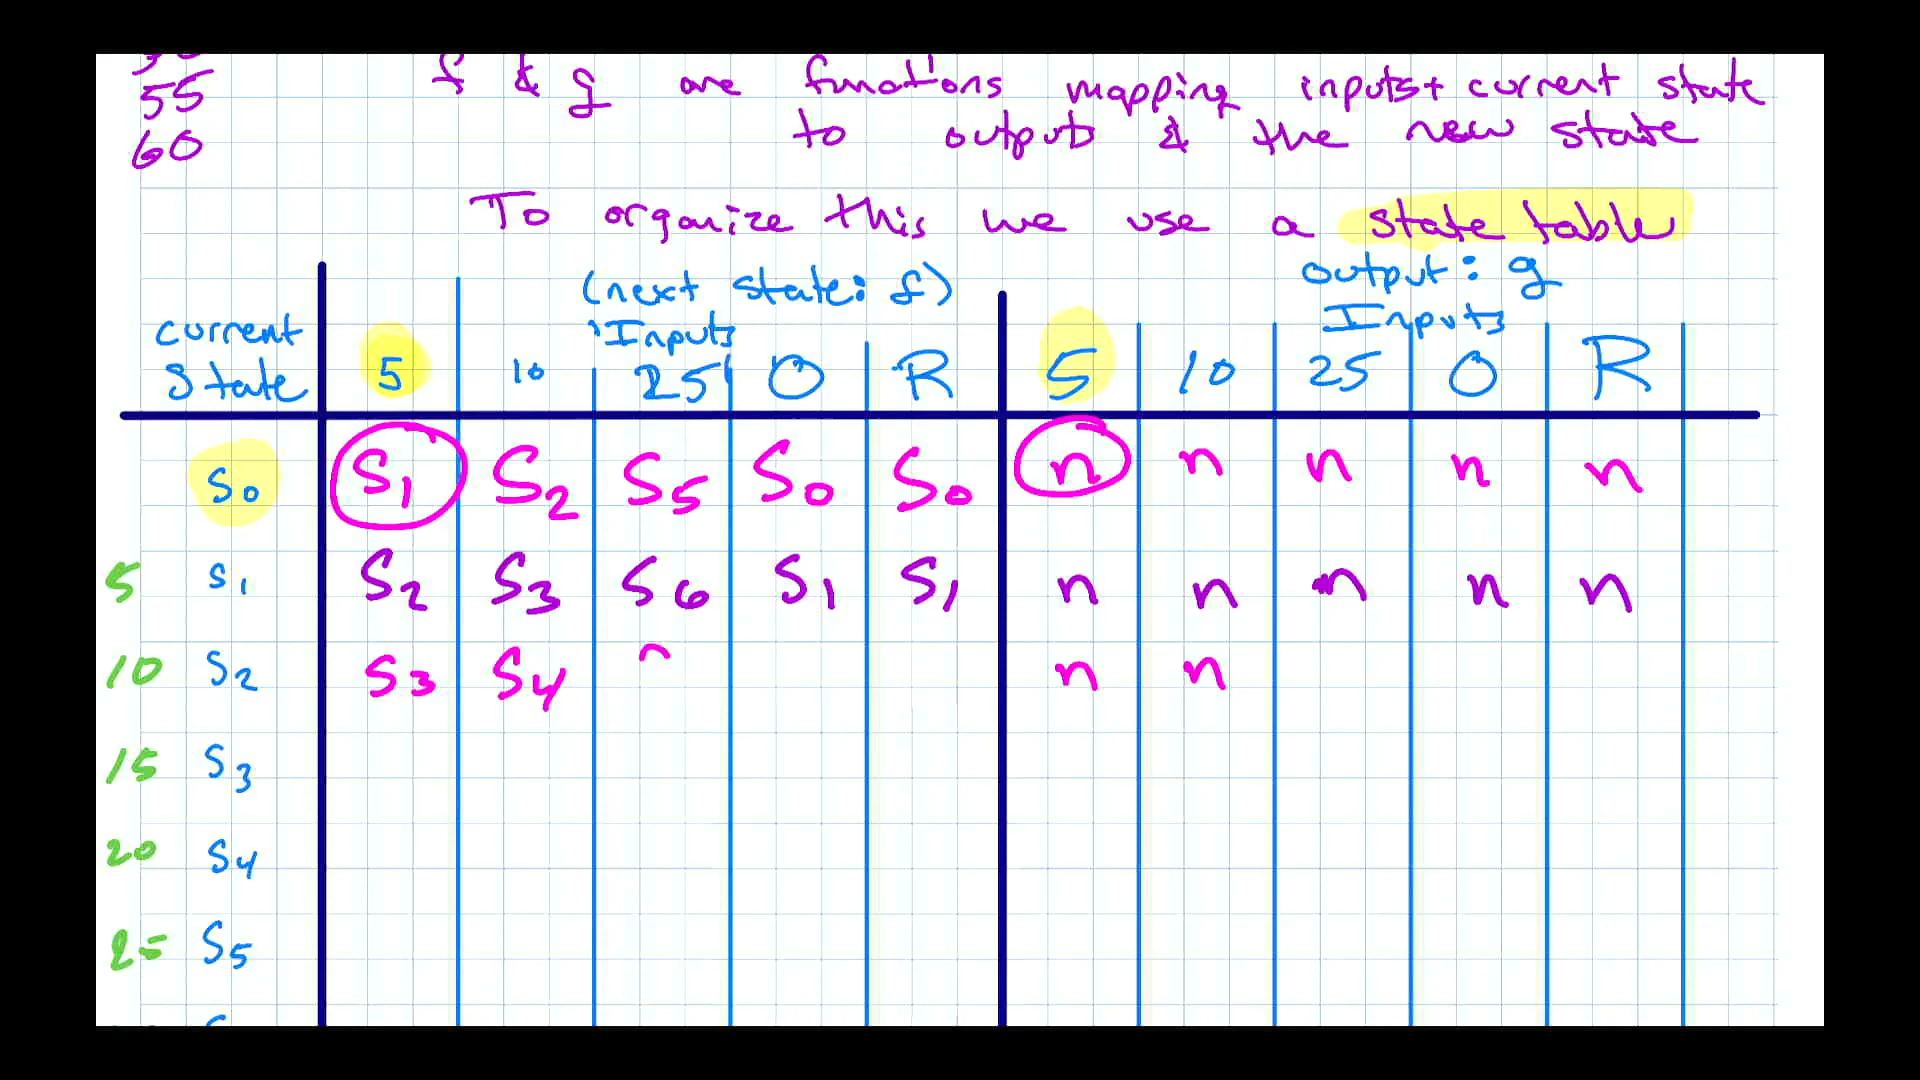 55
60
f & g are functions mapping inputs + current state
to outputs & the new state
To organize this we use a state table
(next state: f) output: g
current Inputs Inputs
State 5 10 25 O R 5 10 25 O R
S0 S1 S2 S5 S0 S0 n n n n n
5 S1 S2 S3 S6 S1 S1 n n n n n
10 S2 S3 S4 n n
15 S3
20 S4
S5